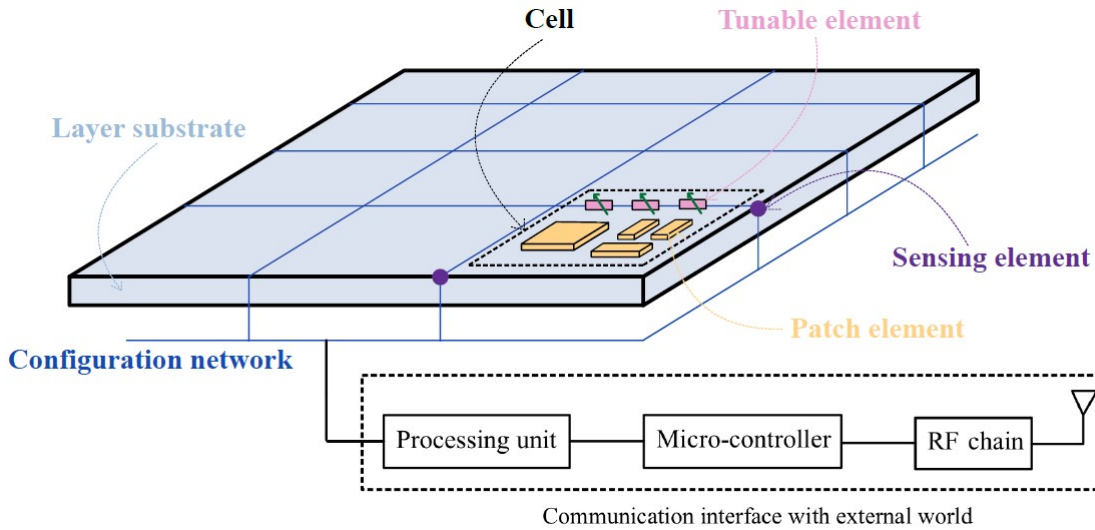 Cell
Tunable element
Layer substrate
Sensing element
Patch element
Configuration network
Processing unit
Micro-controller
RF chain
Communication interface with external world